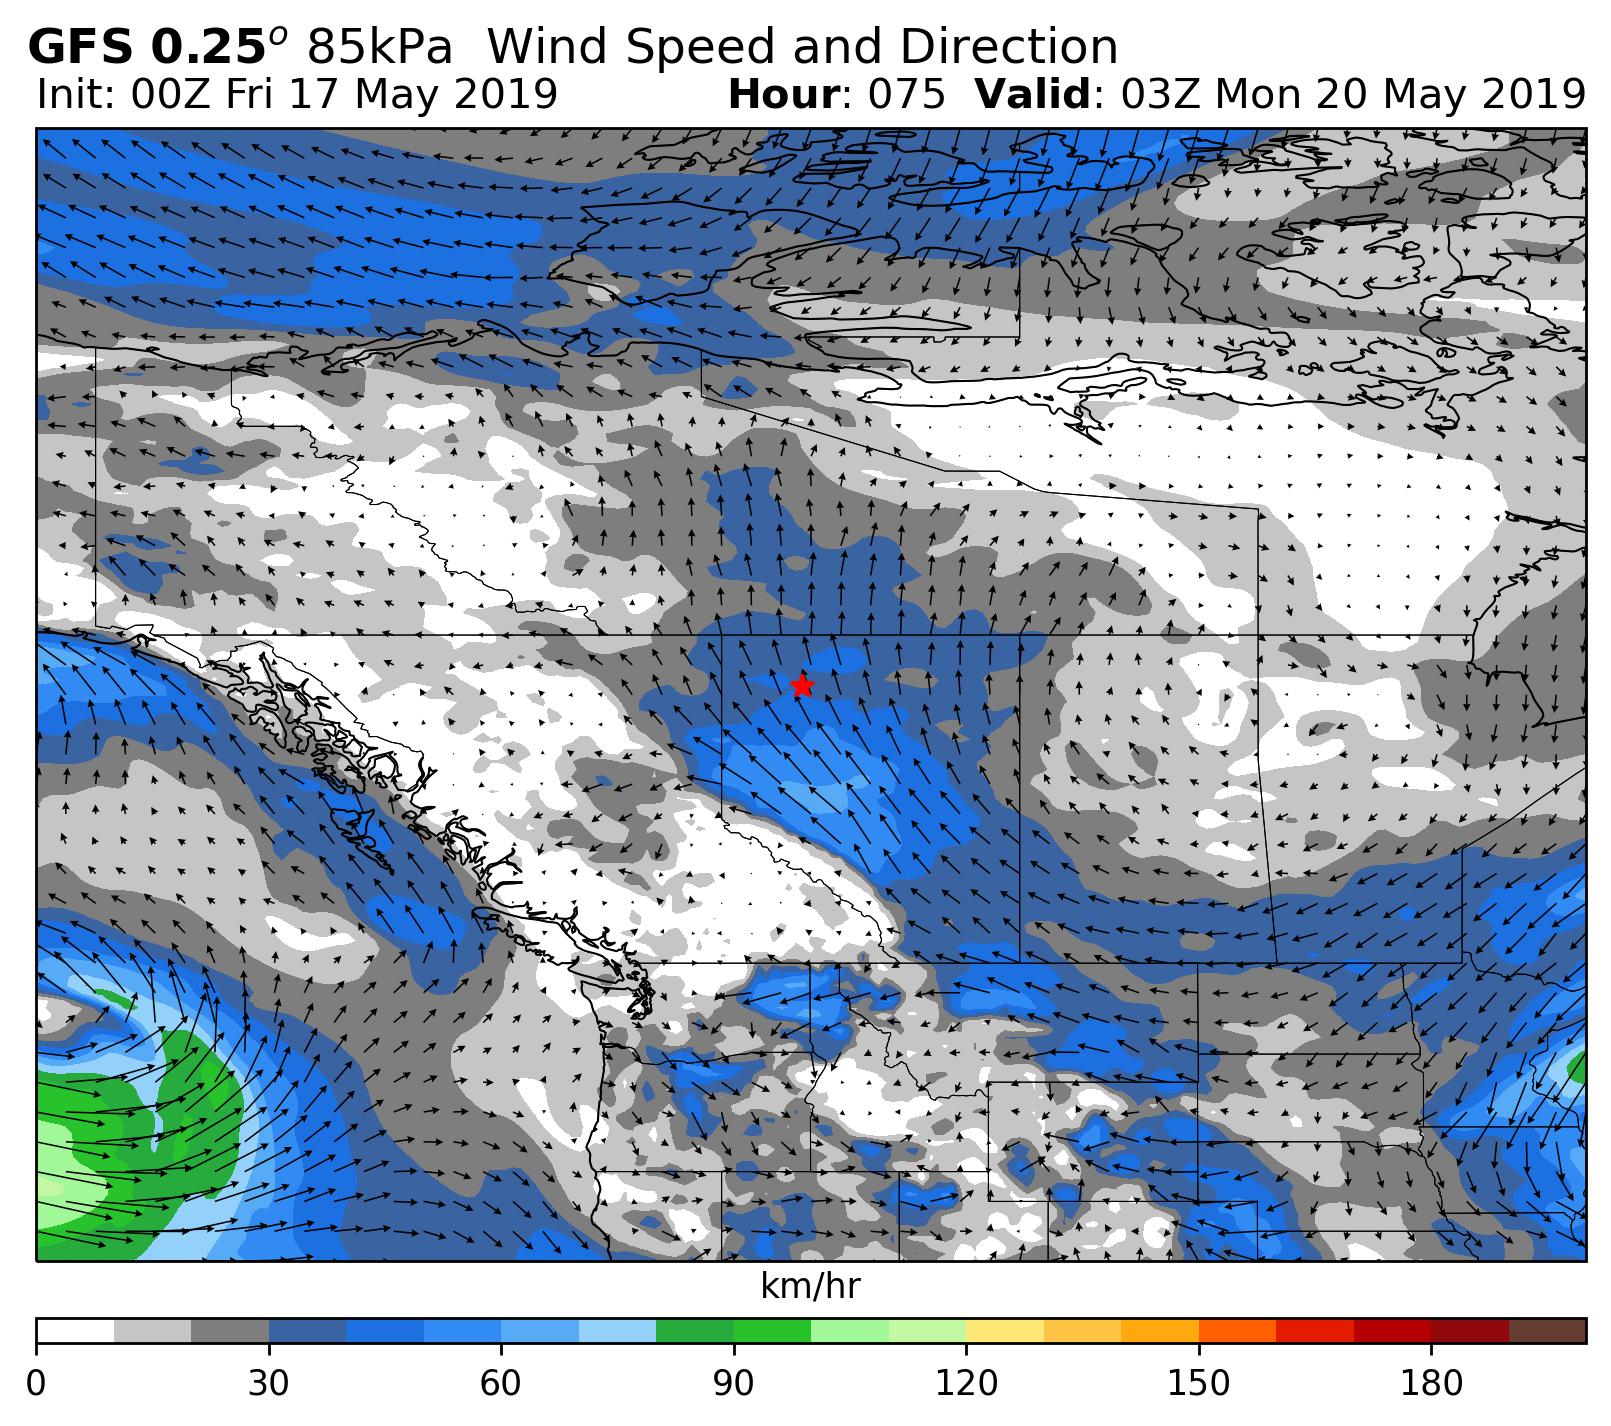 GFS 0.25° 85kPa Wind Speed and Direction
Init: 00Z Fri 17 May 2019 Hour: 075 Valid: 03Z Mon 20 May 2019
km/hr
0 30 60 90 120 150 180